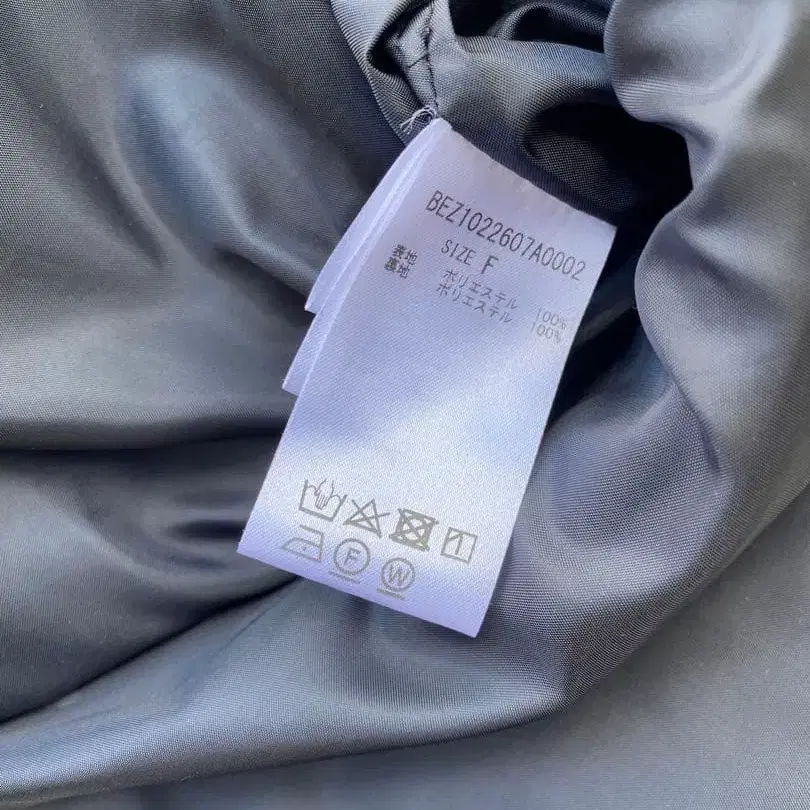 BEZ1022607A0002
SIZE F
表地 ポリエステル 100%
裏地 ポリエステル 100%
F
W